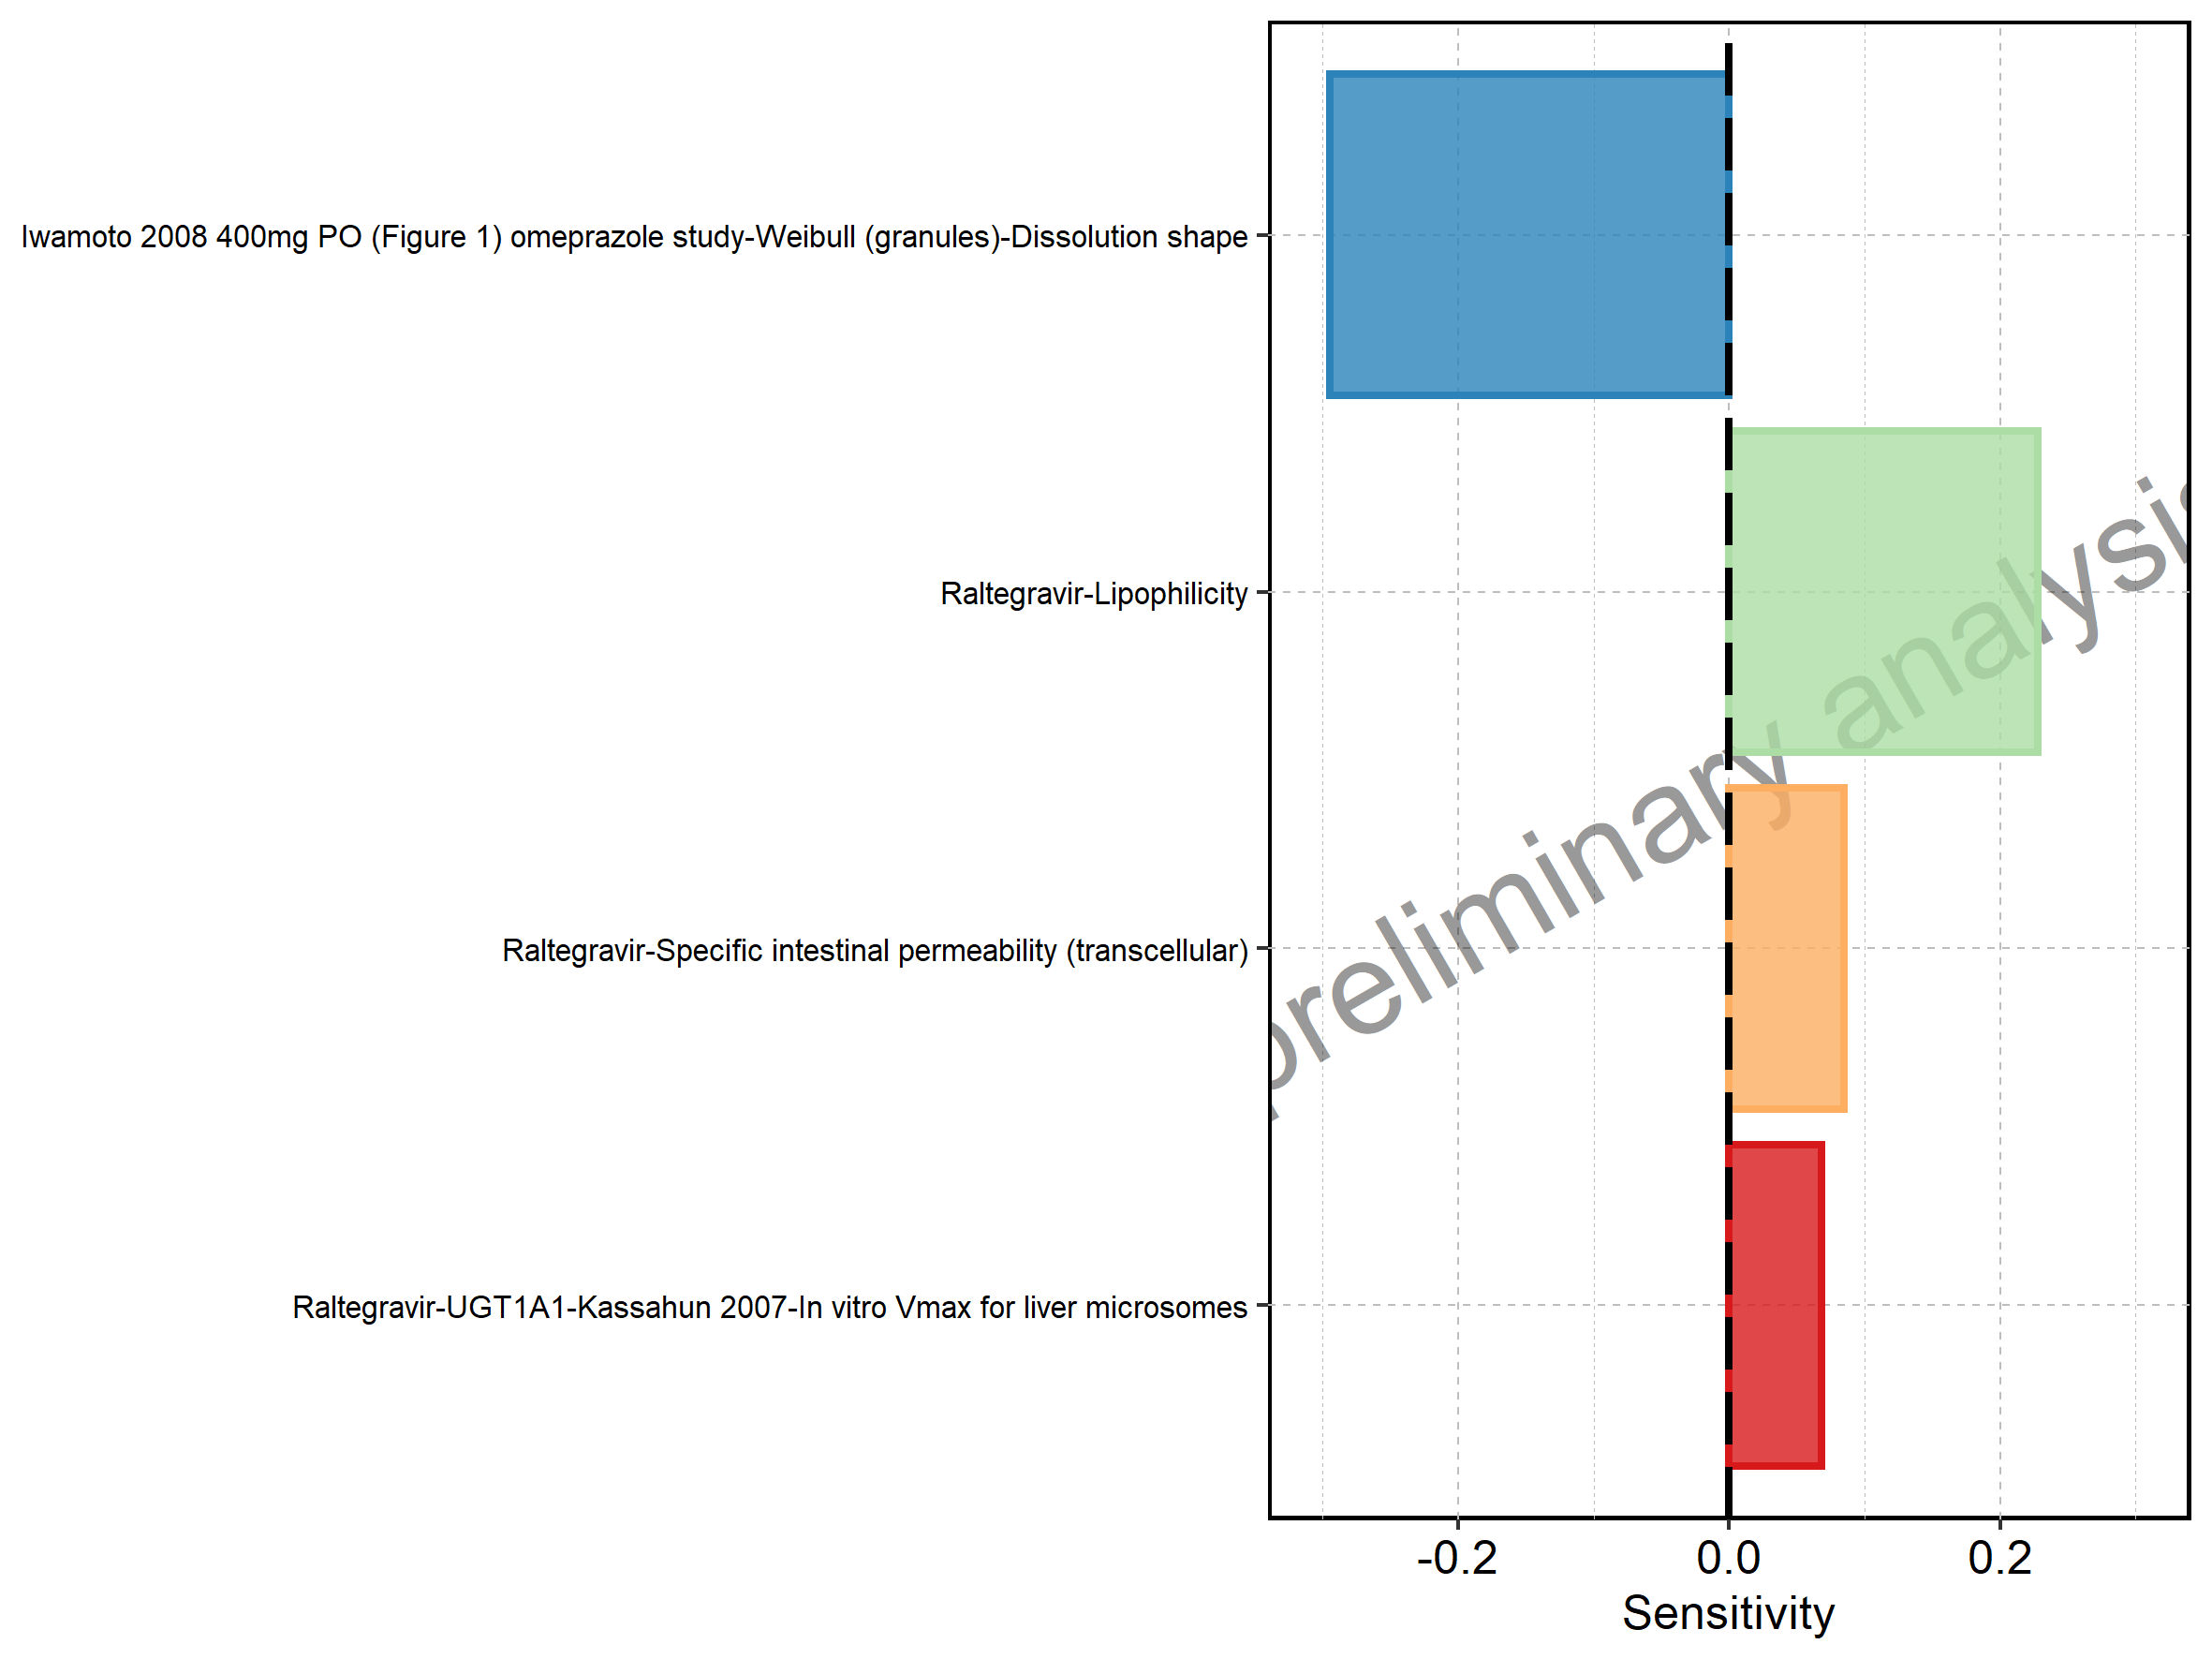 Iwamoto 2008 400mg PO (Figure 1) omeprazole study-Weibull (granules)-Dissolution shape
Raltegravir-Lipophilicity
Raltegravir-Specific intestinal permeability (transcellular)
Raltegravir-UGT1A1-Kassahun 2007-In vitro Vmax for liver microsomes
preliminary analysis
-0.2 0.0 0.2
Sensitivity